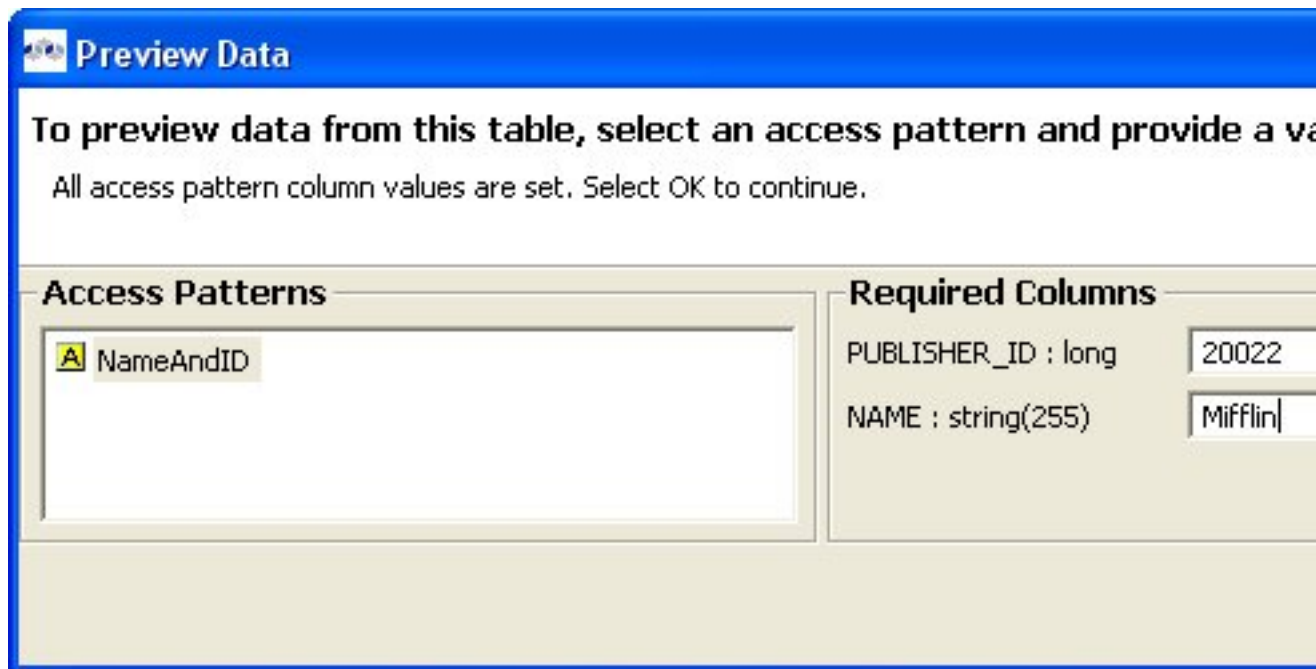 Preview Data
To preview data from this table, select an access pattern and provide a va
All access pattern column values are set. Select OK to continue.
Access Patterns
A NameAndID
Required Columns
PUBLISHER_ID : long 20022
NAME : string(255) Mifflin